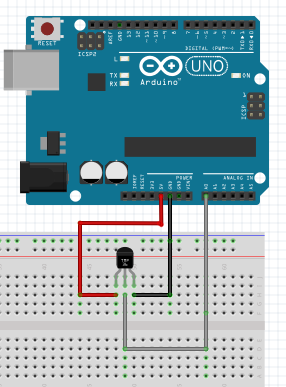 RESET
ICSP2
AREF
GND
13
12
~11
~10
~9
8
7
~6
~5
4
~3
2
TX▸1
RX◂0
DIGITAL (PWM=~)
L
TX
RX
Arduino™
UNO
ON
ICSP
IOREF
RESET
3V3
5V
GND
GND
VIN
POWER
ANALOG IN
A0
A1
A2
A3
A4
A5
TMP